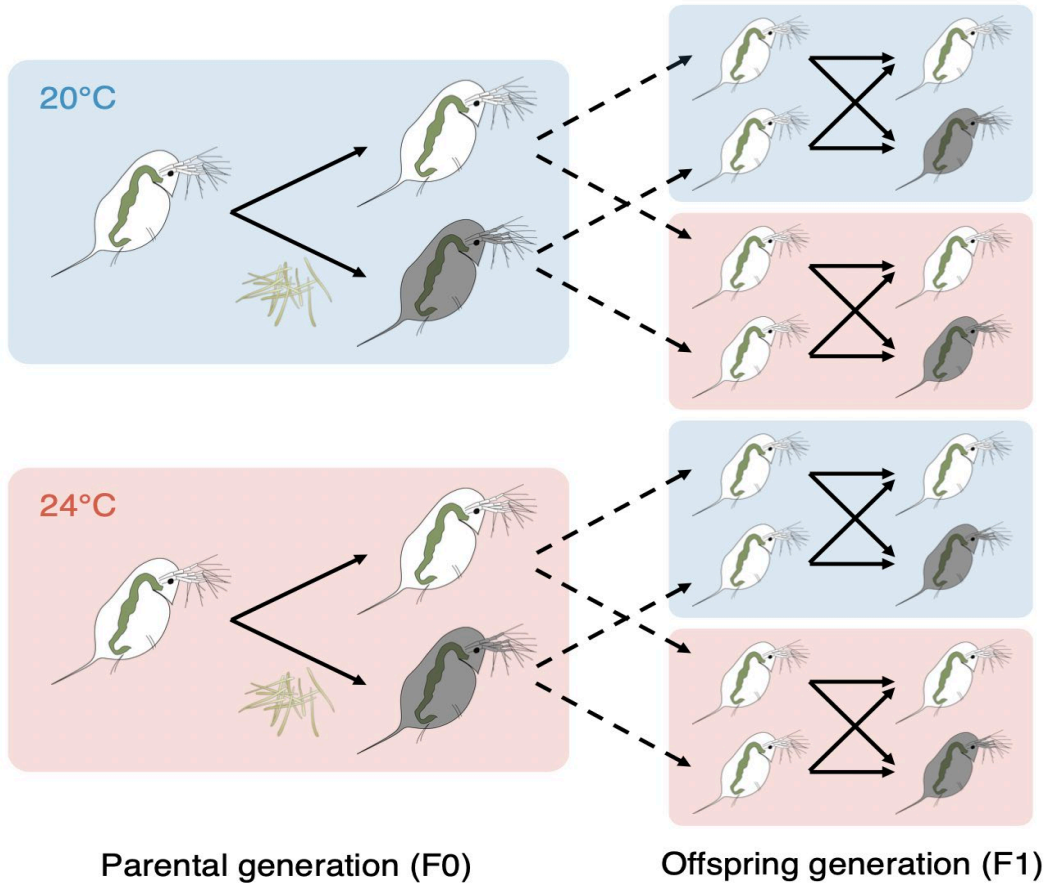 20°C
24°C
Parental generation (F0)
Offspring generation (F1)